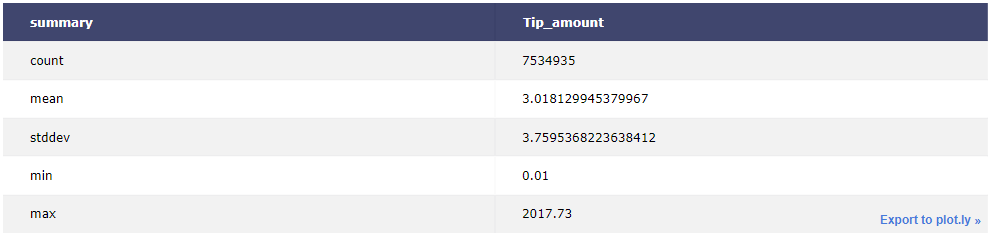 summary Tip_amount
count 7534935
mean 3.018129945379967
stddev 3.7595368223638412
min 0.01
max 2017.73
Export to plot.ly »